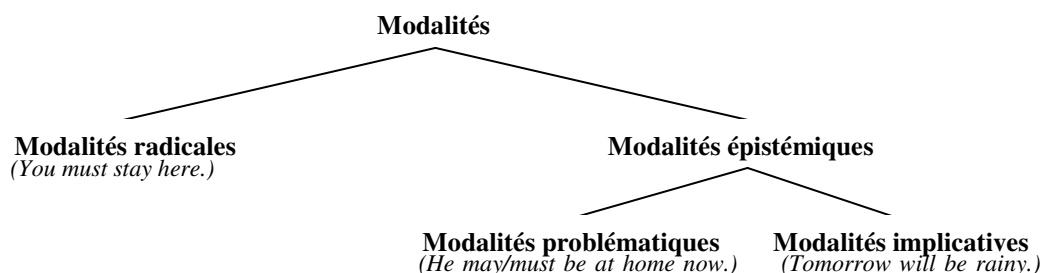 Modalités
Modalités radicales
(You must stay here.)
Modalités épistémiques
Modalités problématiques
(He may/must be at home now.)
Modalités implicatives
(Tomorrow will be rainy.)